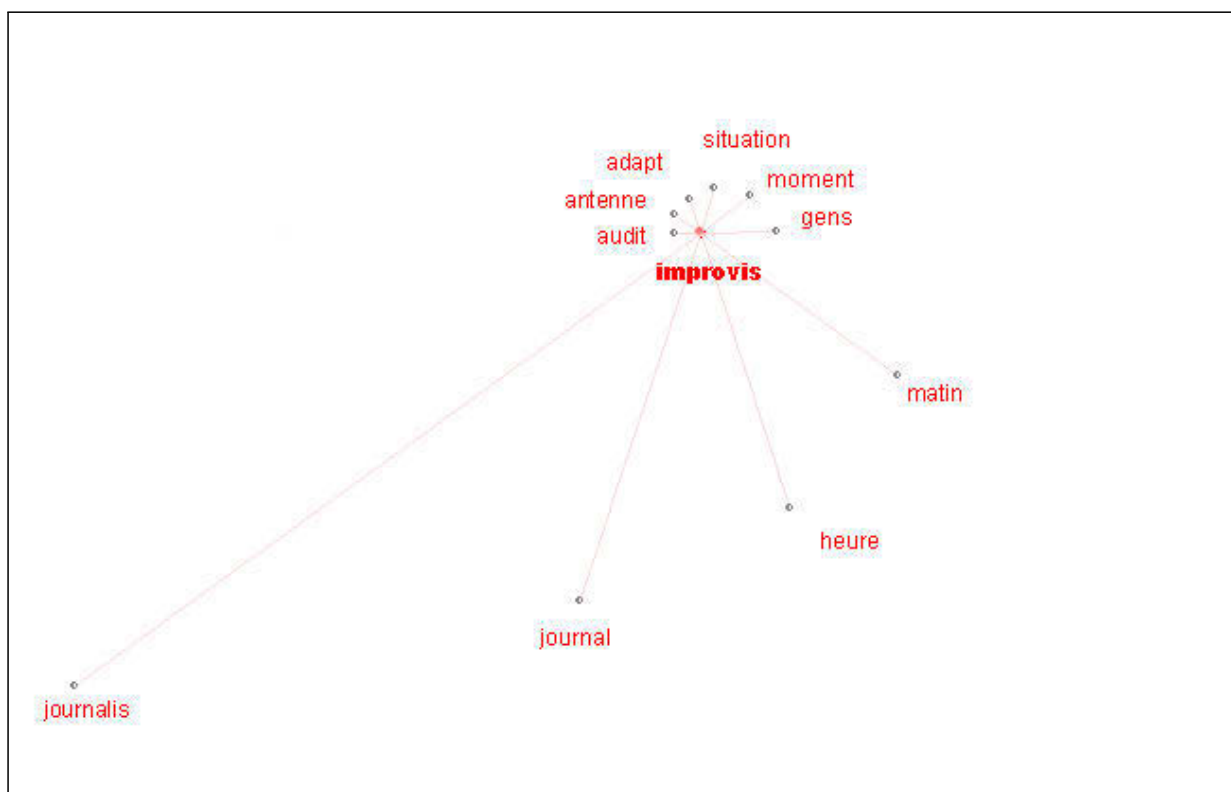 situation
adapt
moment
antenne
gens
audit
improvis
matin
heure
journal
journalis